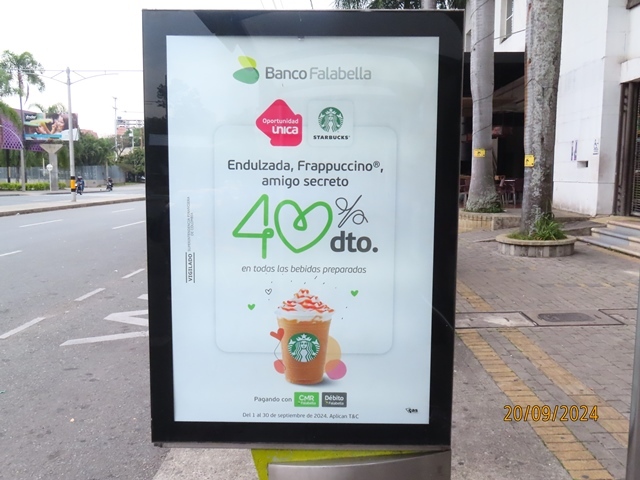 Banco Falabella
Oportunidad
única
STARBUCKS®
Endulzada, Frappuccino®,
amigo secreto
40%
dto.
en todas las bebidas preparadas
VIGILADO
Pagando con CMR Débito
Del 1 al 30 de septiembre de 2024. Aplican T&C
20/09/2024